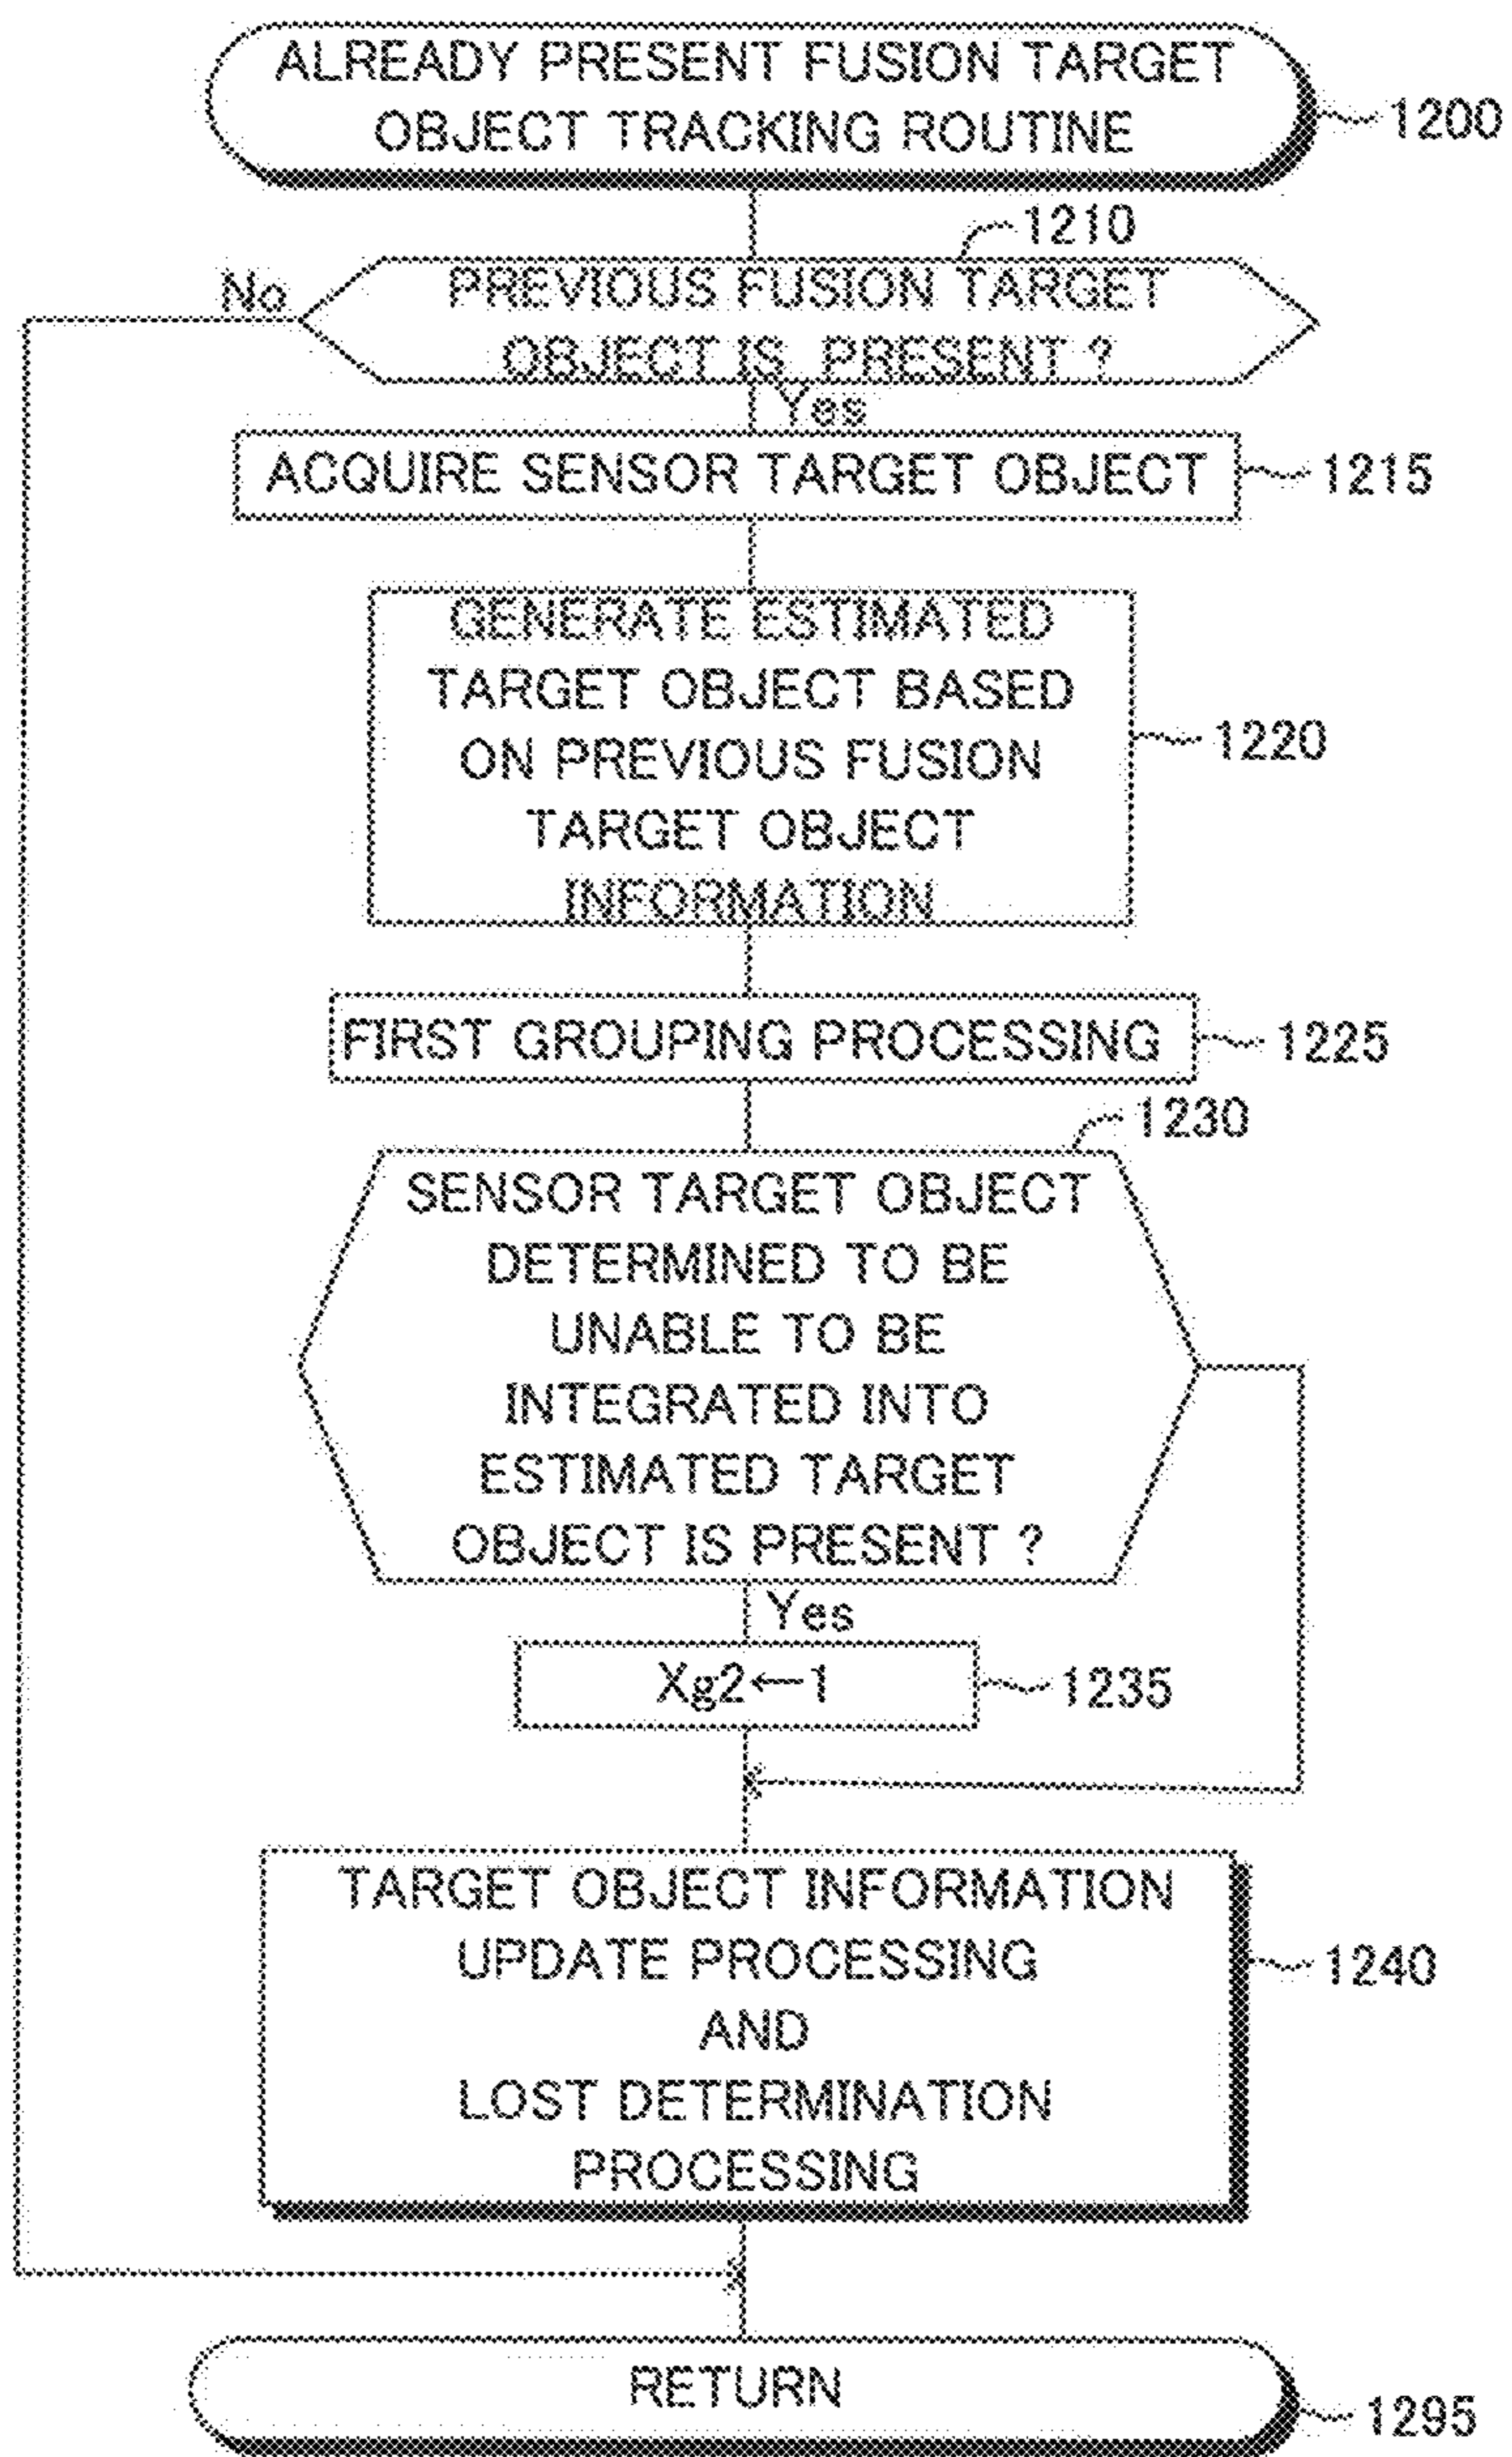 ALREADY PRESENT FUSION TARGET
OBJECT TRACKING ROUTINE
1200
1210
No
PREVIOUS FUSION TARGET
OBJECT IS PRESENT ?
Yes
ACQUIRE SENSOR TARGET OBJECT
1215
GENERATE ESTIMATED
TARGET OBJECT BASED
ON PREVIOUS FUSION
TARGET OBJECT
INFORMATION
1220
FIRST GROUPING PROCESSING
1225
1230
SENSOR TARGET OBJECT
DETERMINED TO BE
UNABLE TO BE
INTEGRATED INTO
ESTIMATED TARGET
OBJECT IS PRESENT ?
Yes
Xg2←1
1235
TARGET OBJECT INFORMATION
UPDATE PROCESSING
AND
LOST DETERMINATION
PROCESSING
1240
RETURN
1295